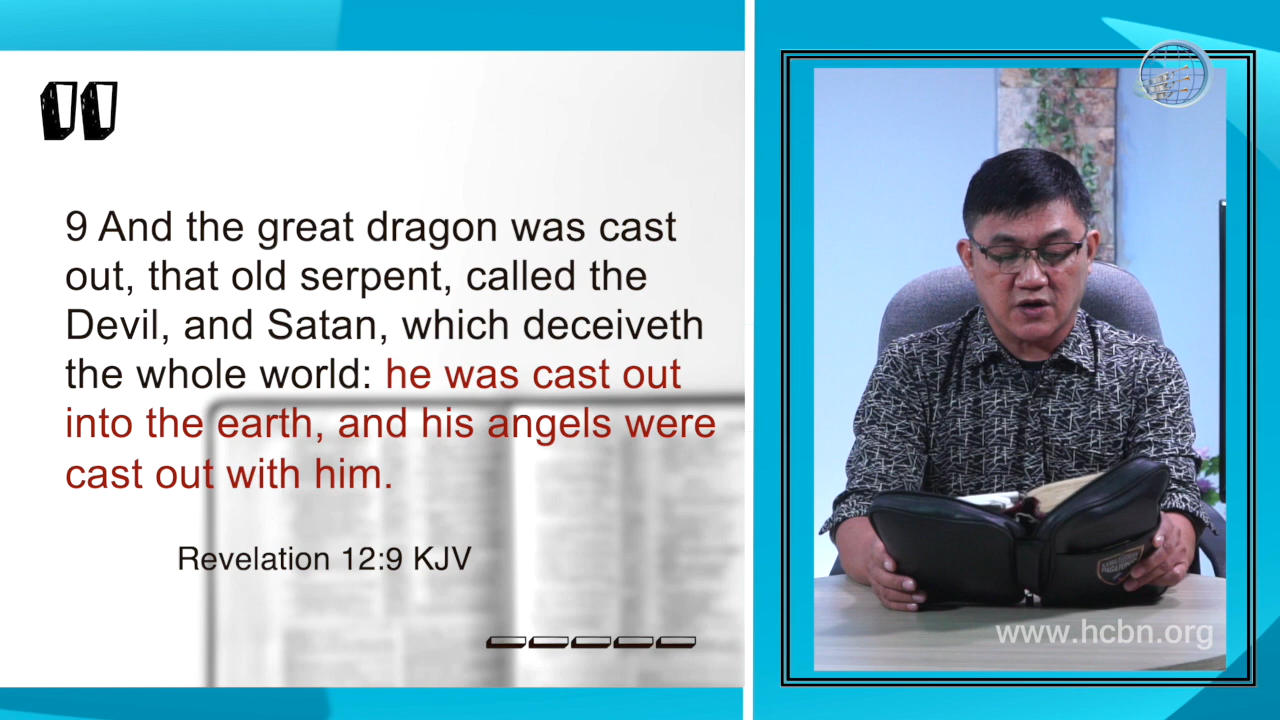 9 And the great dragon was cast
out, that old serpent, called the
Devil, and Satan, which deceiveth
the whole world: he was cast out
into the earth, and his angels were
cast out with him.
Revelation 12:9 KJV
www.hcbn.org